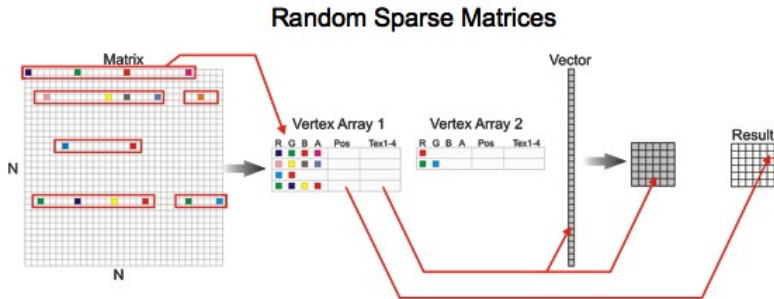 Random Sparse Matrices
Matrix
Vector
Vertex Array 1
Vertex Array 2
Result
R G B A Pos Tex1-4
R G B A Pos Tex1-4
N
N